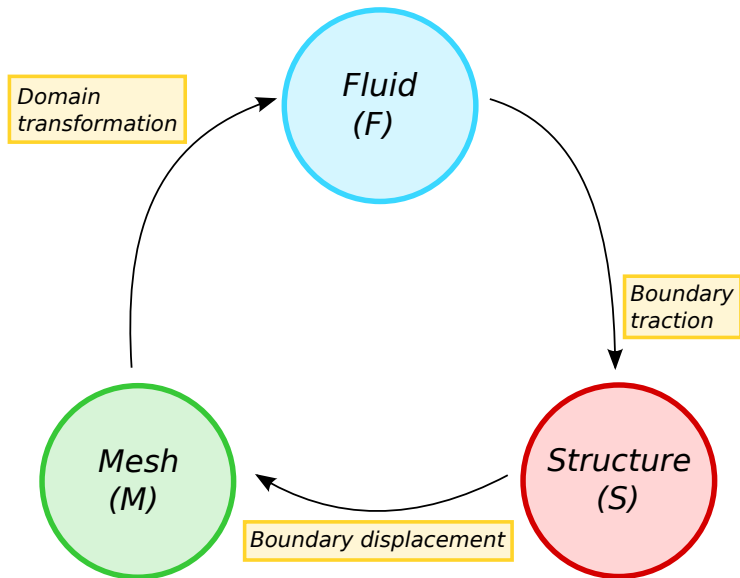 Fluid
(F)
Domain
transformation
Boundary
traction
Mesh
(M)
Structure
(S)
Boundary displacement